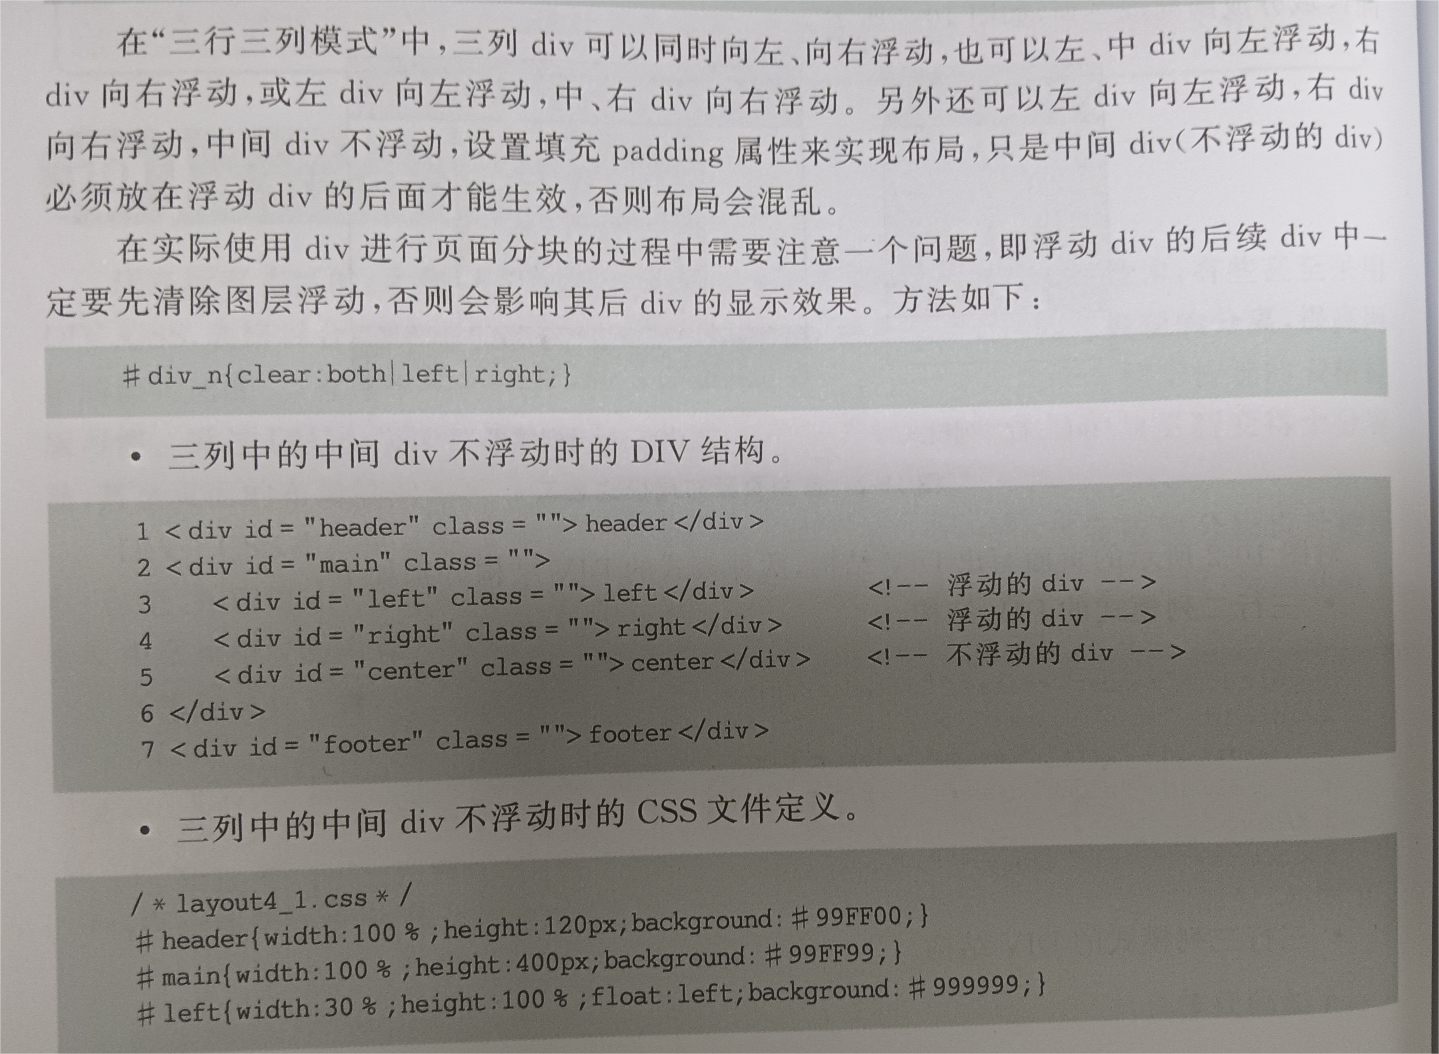 在“三行三列模式”中,三列 div 可以同时向左、向右浮动,也可以左、中 div 向左浮动,右
div 向右浮动,或左 div 向左浮动,中、右 div 向右浮动。另外还可以左 div 向左浮动,右 div
向右浮动,中间 div 不浮动,设置填充 padding 属性来实现布局,只是中间 div(不浮动的 div)
必须放在浮动 div 的后面才能生效,否则布局会混乱。
在实际使用 div 进行页面分块的过程中需要注意一个问题,即浮动 div 的后续 div 中一
定要先清除图层浮动,否则会影响其后 div 的显示效果。方法如下:
#div_n{clear:both|left|right;}
• 三列中的中间 div 不浮动时的 DIV 结构。
1 <div id="header" class="">header</div>
2 <div id="main" class="">
3 <div id="left" class="">left</div> <!-- 浮动的 div -->
4 <div id="right" class="">right</div> <!-- 浮动的 div -->
5 <div id="center" class="">center</div> <!-- 不浮动的 div -->
6 </div>
7 <div id="footer" class="">footer</div>
• 三列中的中间 div 不浮动时的 CSS 文件定义。
/* layout4_1.css */
#header{width:100%;height:120px;background:#99FF00;}
#main{width:100%;height:400px;background:#99FF99;}
#left{width:30%;height:100%;float:left;background:#999999;}